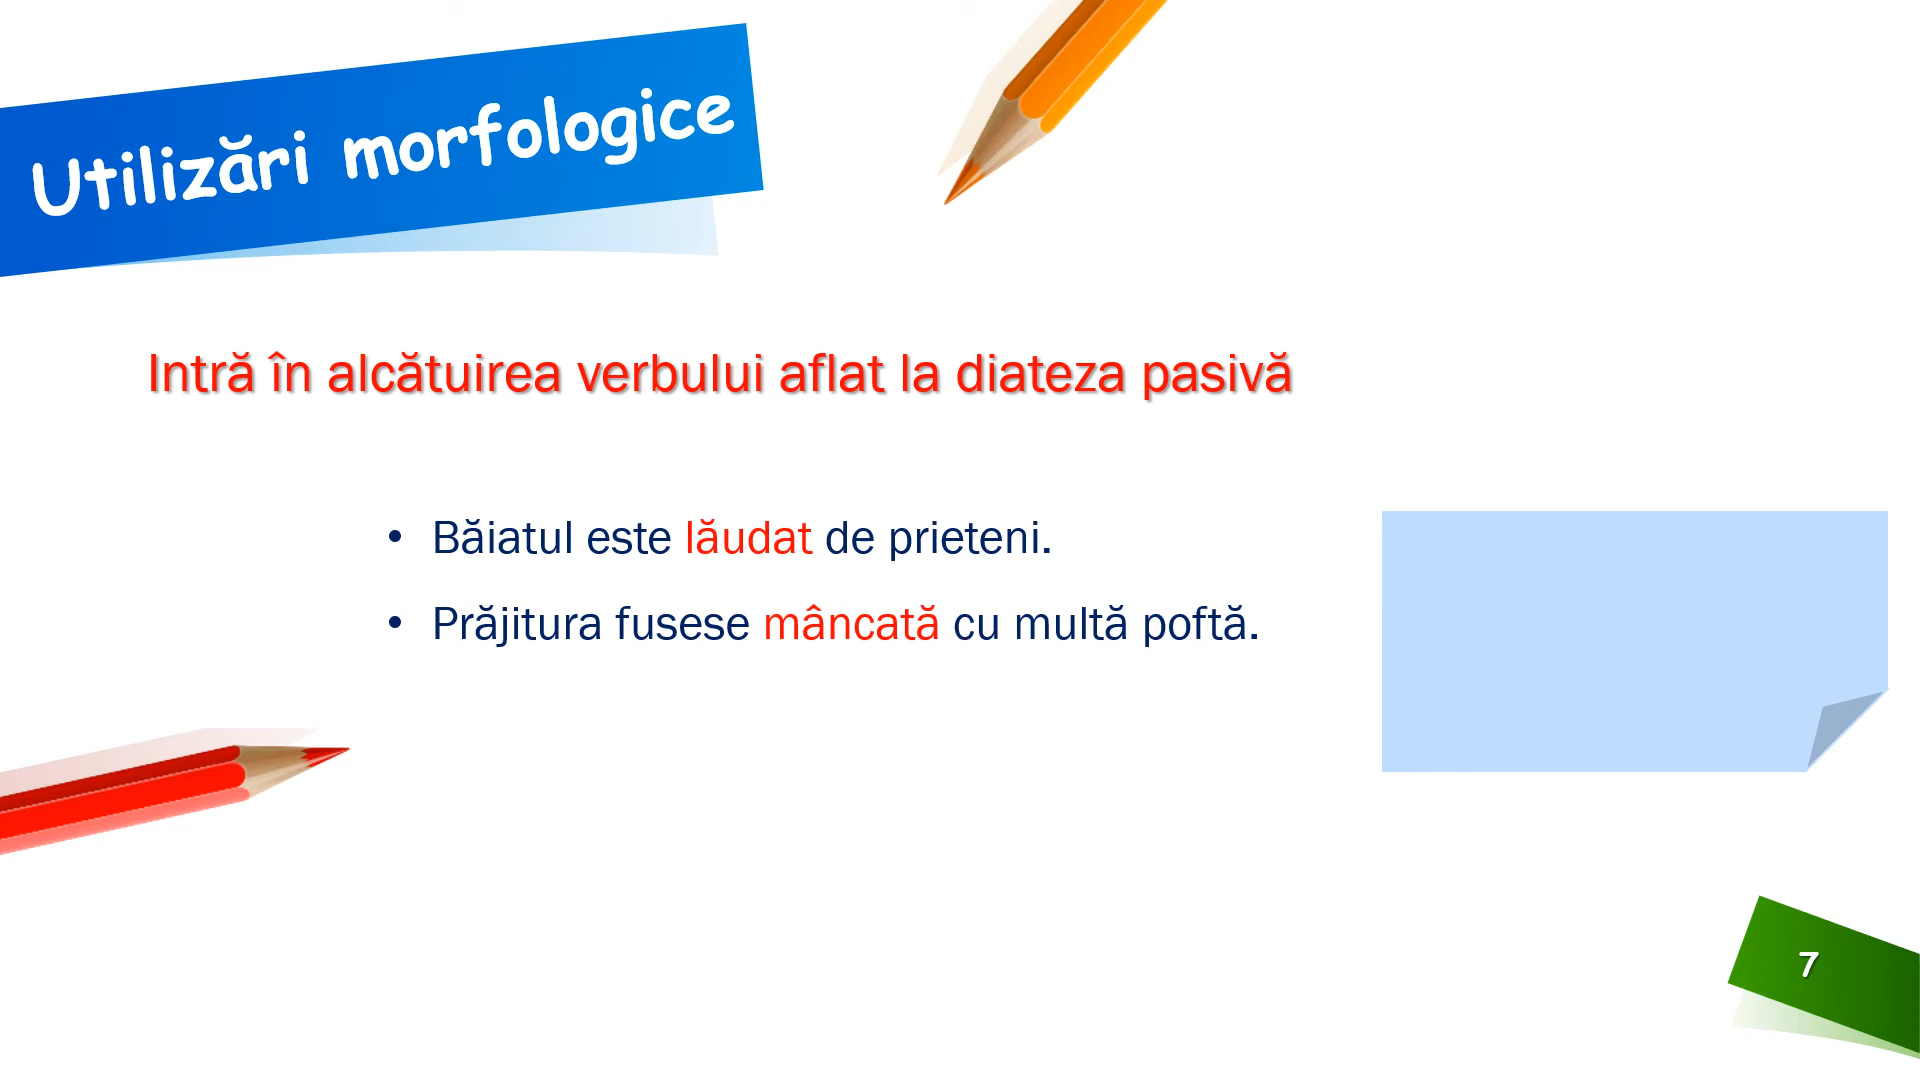 Utilizări morfologice
Intră în alcătuirea verbului aflat la diateza pasivă
• Băiatul este lăudat de prieteni.
• Prăjitura fusese mâncată cu multă poftă.
7